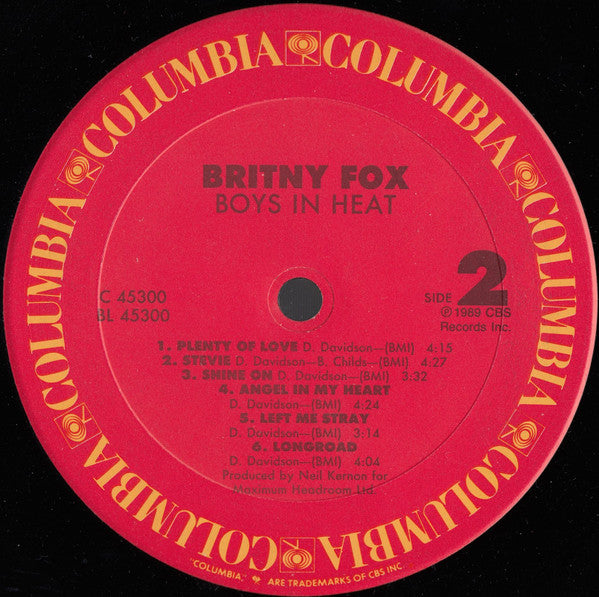 COLUMBIA COLUMBIA COLUMBIA COLUMBIA COLUMBIA COLUMBIA COLUMBIA COLUMBIA
BRITNY FOX
BOYS IN HEAT
C 45300
BL 45300
SIDE 2
℗ 1989 CBS
Records Inc.
1. PLENTY OF LOVE D. Davidson—(BMI) 4:15
2. STEVIE D. Davidson—B. Childs—(BMI) 4:27
3. SHINE ON D. Davidson—(BMI) 3:32
4. ANGEL IN MY HEART
D. Davidson—(BMI) 4:24
5. LEFT ME STRAY
D. Davidson—(BMI) 3:14
6. LONGROAD
D. Davidson—(BMI) 4:04
Produced by Neil Kernon for
Maximum Headroom Ltd.
"COLUMBIA," ARE TRADEMARKS OF CBS INC.